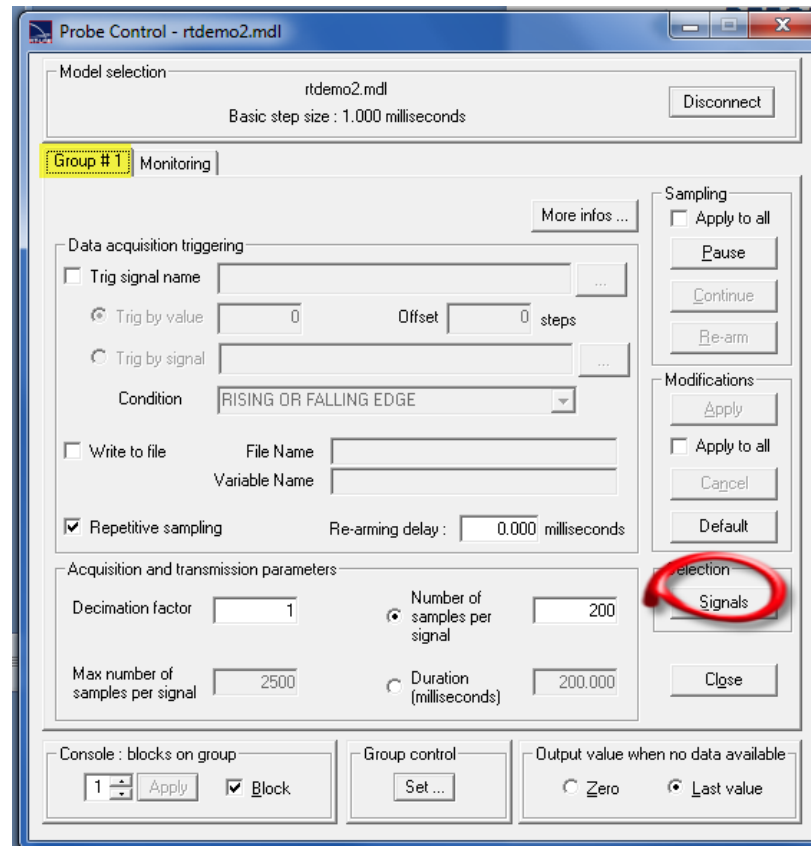 Probe Control - rtdemo2.mdl
Model selection
rtdemo2.mdl
Basic step size : 1.000 milliseconds
Disconnect
Group # 1
Monitoring
More infos ...
Data acquisition triggering
Trig signal name
...
Trig by value 0 Offset 0 steps
Trig by signal
...
Condition RISING OR FALLING EDGE
Write to file File Name
Variable Name
Repetitive sampling Re-arming delay : 0.000 milliseconds
Sampling
Apply to all
Pause
Continue
Re-arm
Modifications
Apply
Apply to all
Cancel
Default
Acquisition and transmission parameters
Decimation factor 1
Number of
samples per
signal
200
Max number of
samples per signal
2500
Duration
(milliseconds)
200.000
Selection
Signals
Close
Console : blocks on group
1 Apply Block
Group control
Set ...
Output value when no data available
Zero Last value